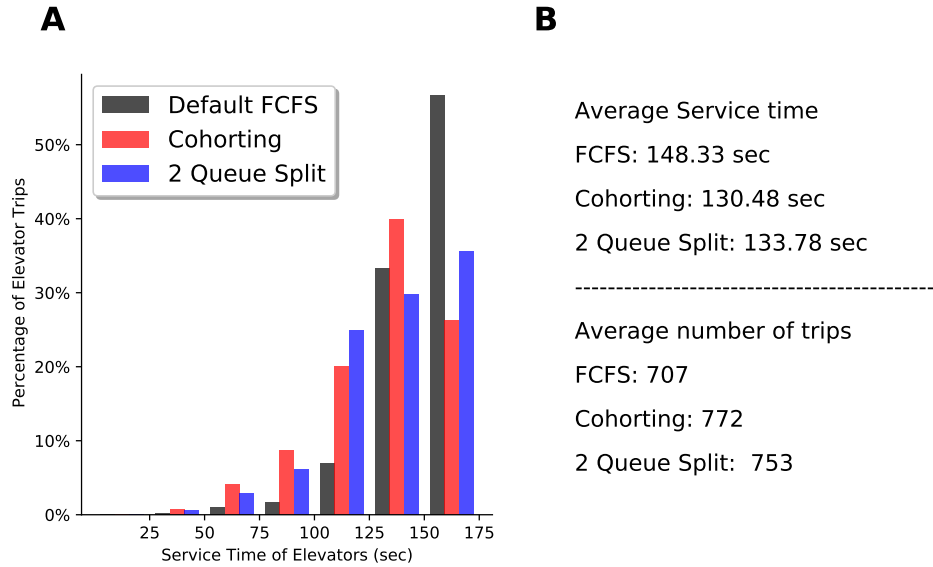 A
B
Default FCFS
Cohorting
2 Queue Split
50%
40%
30%
20%
10%
0%
Percentage of Elevator Trips
25 50 75 100 125 150 175
Service Time of Elevators (sec)
Average Service time
FCFS: 148.33 sec
Cohorting: 130.48 sec
2 Queue Split: 133.78 sec
------------------------------------------
Average number of trips
FCFS: 707
Cohorting: 772
2 Queue Split:  753